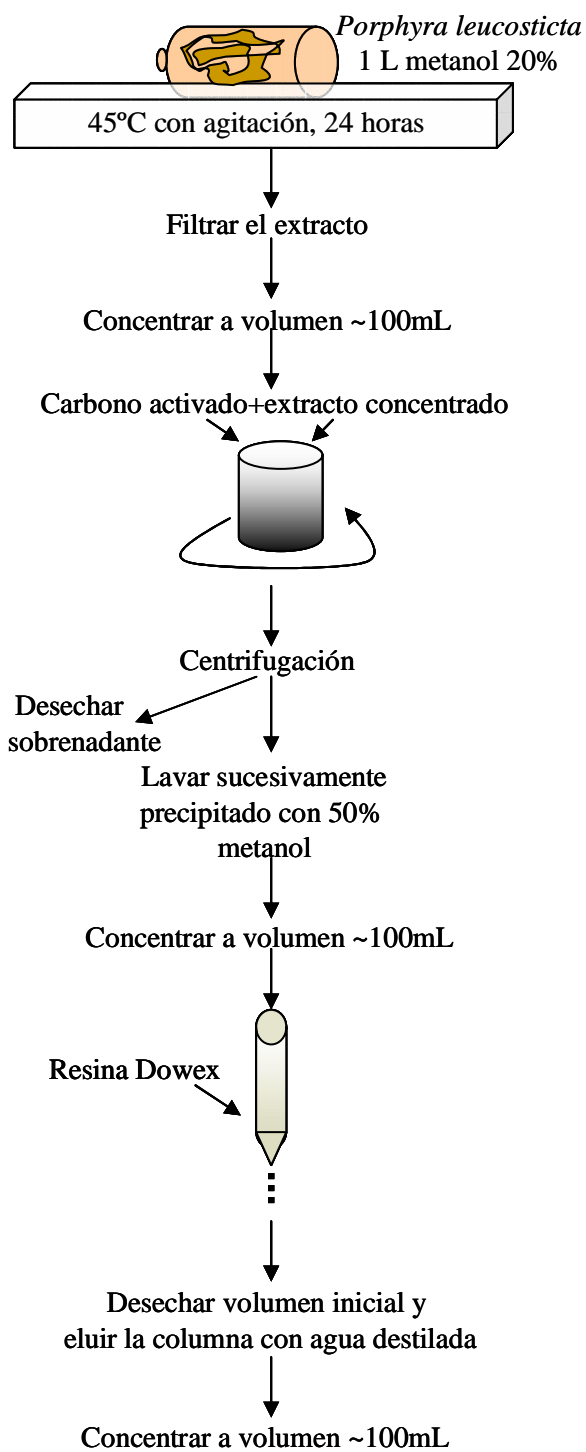 Porphyra leucosticta
1 L metanol 20%
45ºC con agitación, 24 horas
Filtrar el extracto
Concentrar a volumen ~100mL
Carbono activado+extracto concentrado
Centrifugación
Desechar
sobrenadante
Lavar sucesivamente
precipitado con 50%
metanol
Concentrar a volumen ~100mL
Resina Dowex
Desechar volumen inicial y
eluir la columna con agua destilada
Concentrar a volumen ~100mL